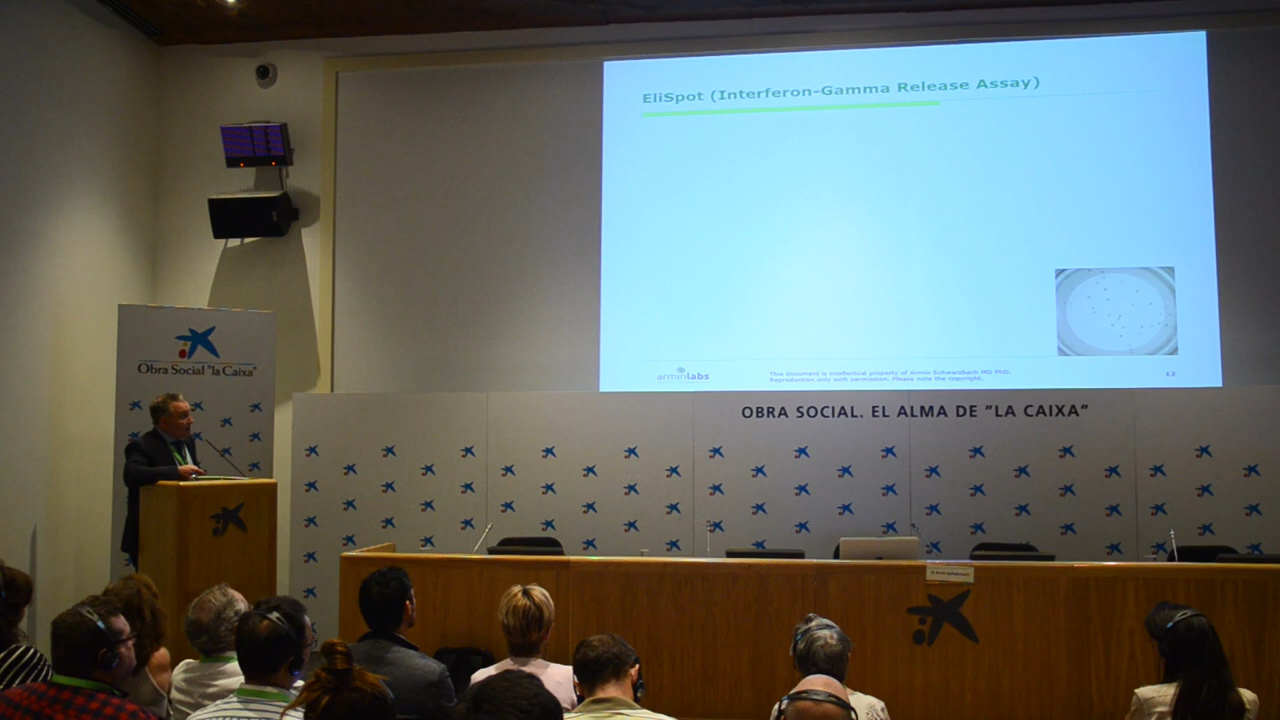 EliSpot (Interferon-Gamma Release Assay)
arminlabs
This document is intellectual property of Armin Schwarzbach MD PhD.
Reproduction only with permission. Please note the copyright.
12
Obra Social "la Caixa"
OBRA SOCIAL. EL ALMA DE "LA CAIXA"